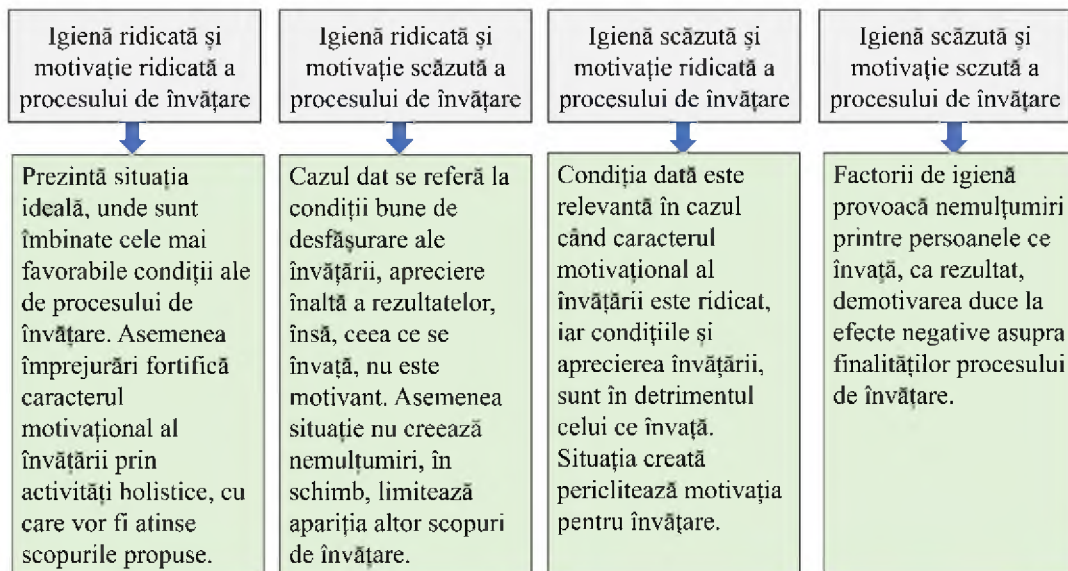 Igienă ridicată și
motivație ridicată a
procesului de învățare
Igienă ridicată și
motivație scăzută a
procesului de învățare
Igienă scăzută și
motivație ridicată a
procesului de învățare
Igienă scăzută și
motivație sczută a
procesului de învățare
Prezintă situația
ideală, unde sunt
îmbinate cele mai
favorabile condiții ale
de procesului de
învățare. Asemenea
împrejurări fortifică
caracterul
motivațional al
învățării prin
activități holistice, cu
care vor fi atinse
scopurile propuse.
Cazul dat se referă la
condiții bune de
desfășurare ale
învățării, apreciere
înaltă a rezultatelor,
însă, ceea ce se
învață, nu este
motivant. Asemenea
situație nu creează
nemulțumiri, în
schimb, limitează
apariția altor scopuri
de învățare.
Condiția dată este
relevantă în cazul
când caracterul
motivațional al
învățării este ridicat,
iar condițiile și
aprecierea învățării,
sunt în detrimentul
celui ce învață.
Situația creată
periclitează motivația
pentru învățare.
Factorii de igienă
provoacă nemulțumiri
printre persoanele ce
învață, ca rezultat,
demotivarea duce la
efecte negative asupra
finalităților procesului
de învățare.